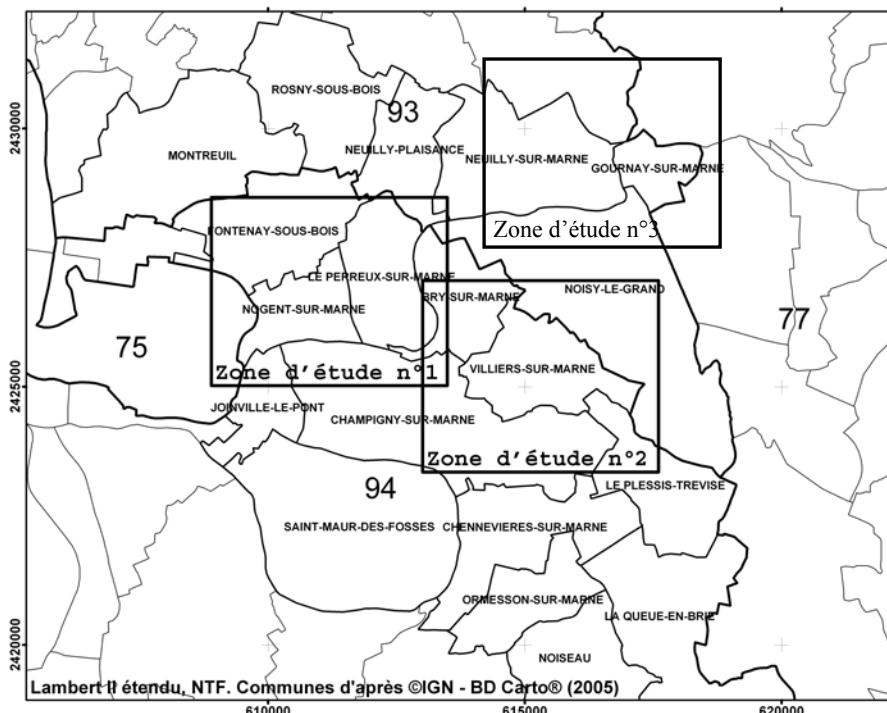 ROSNY-SOUS-BOIS
93
2430000
MONTREUIL
NEUILLY-PLAISANCE
NEUILLY-SUR-MARNE
GOURNAY-SUR-MARNE
FONTENAY-SOUS-BOIS
Zone d'étude n°3
LE PERREUX-SUR-MARNE
BRY-SUR-MARNE
NOISY-LE-GRAND
NOGENT-SUR-MARNE
75
77
Zone d'étude n°1
VILLIERS-SUR-MARNE
2425000
JOINVILLE-LE-PONT
CHAMPIGNY-SUR-MARNE
Zone d'étude n°2
94
LE PLESSIS-TREVISE
SAINT-MAUR-DES-FOSSES
CHENNEVIERES-SUR-MARNE
ORMESSON-SUR-MARNE
LA QUEUE-EN-BRIE
2420000
NOISEAU
Lambert II étendu, NTF. Communes d'après ©IGN - BD Carto® (2005)
610000
615000
620000